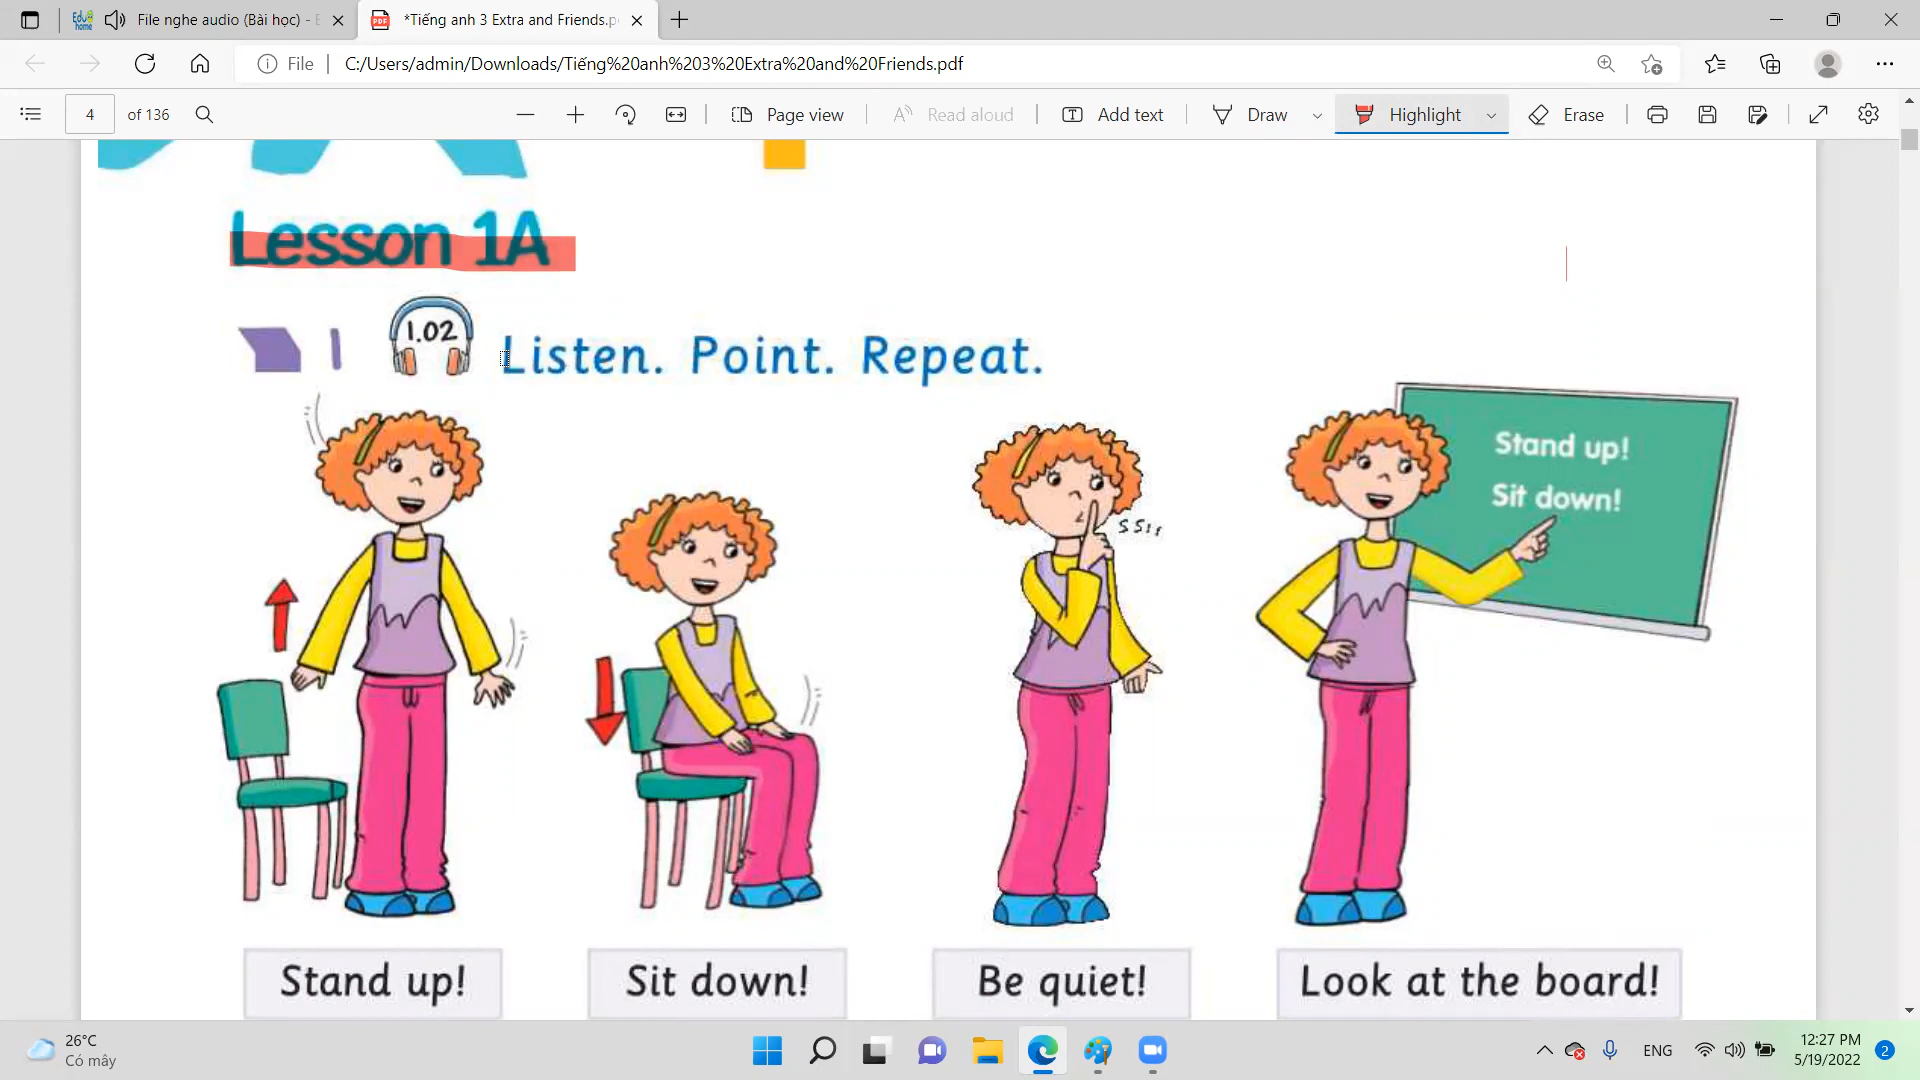 File nghe audio (Bài học) - E
*Tiếng anh 3 Extra and Friends.p
File
C:/Users/admin/Downloads/Tiếng%20anh%203%20Extra%20and%20Friends.pdf
4 of 136
Page view
Read aloud
Add text
Draw
Highlight
Erase
Lesson 1A
1 1.02 Listen. Point. Repeat.
Stand up!
Sit down!
Stand up!
Sit down!
Be quiet!
Look at the board!
26°C
Có mây
ENG
12:27 PM
5/19/2022
2